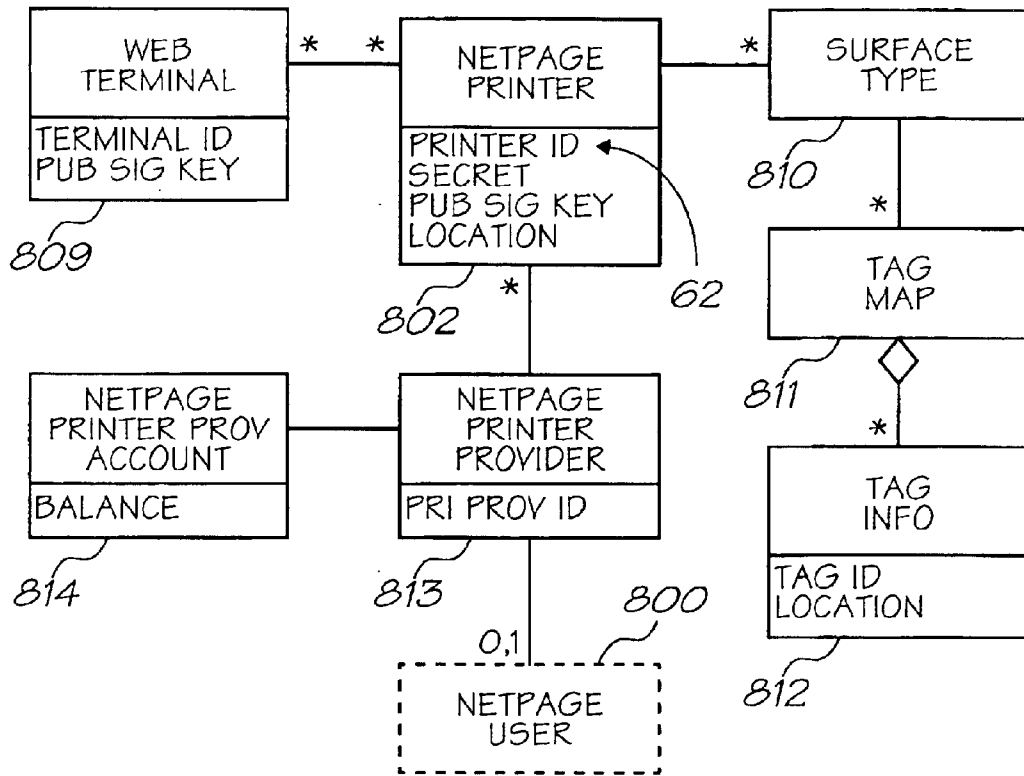 WEB
TERMINAL
TERMINAL ID
PUB SIG KEY
809
*
*
NETPAGE
PRINTER
PRINTER ID
SECRET
PUB SIG KEY
LOCATION
802
62
*
*
SURFACE
TYPE
810
*
TAG
MAP
811
*
TAG
INFO
TAG ID
LOCATION
812
NETPAGE
PRINTER PROV
ACCOUNT
BALANCE
814
NETPAGE
PRINTER
PROVIDER
PRI PROV ID
813
800
0,1
NETPAGE
USER